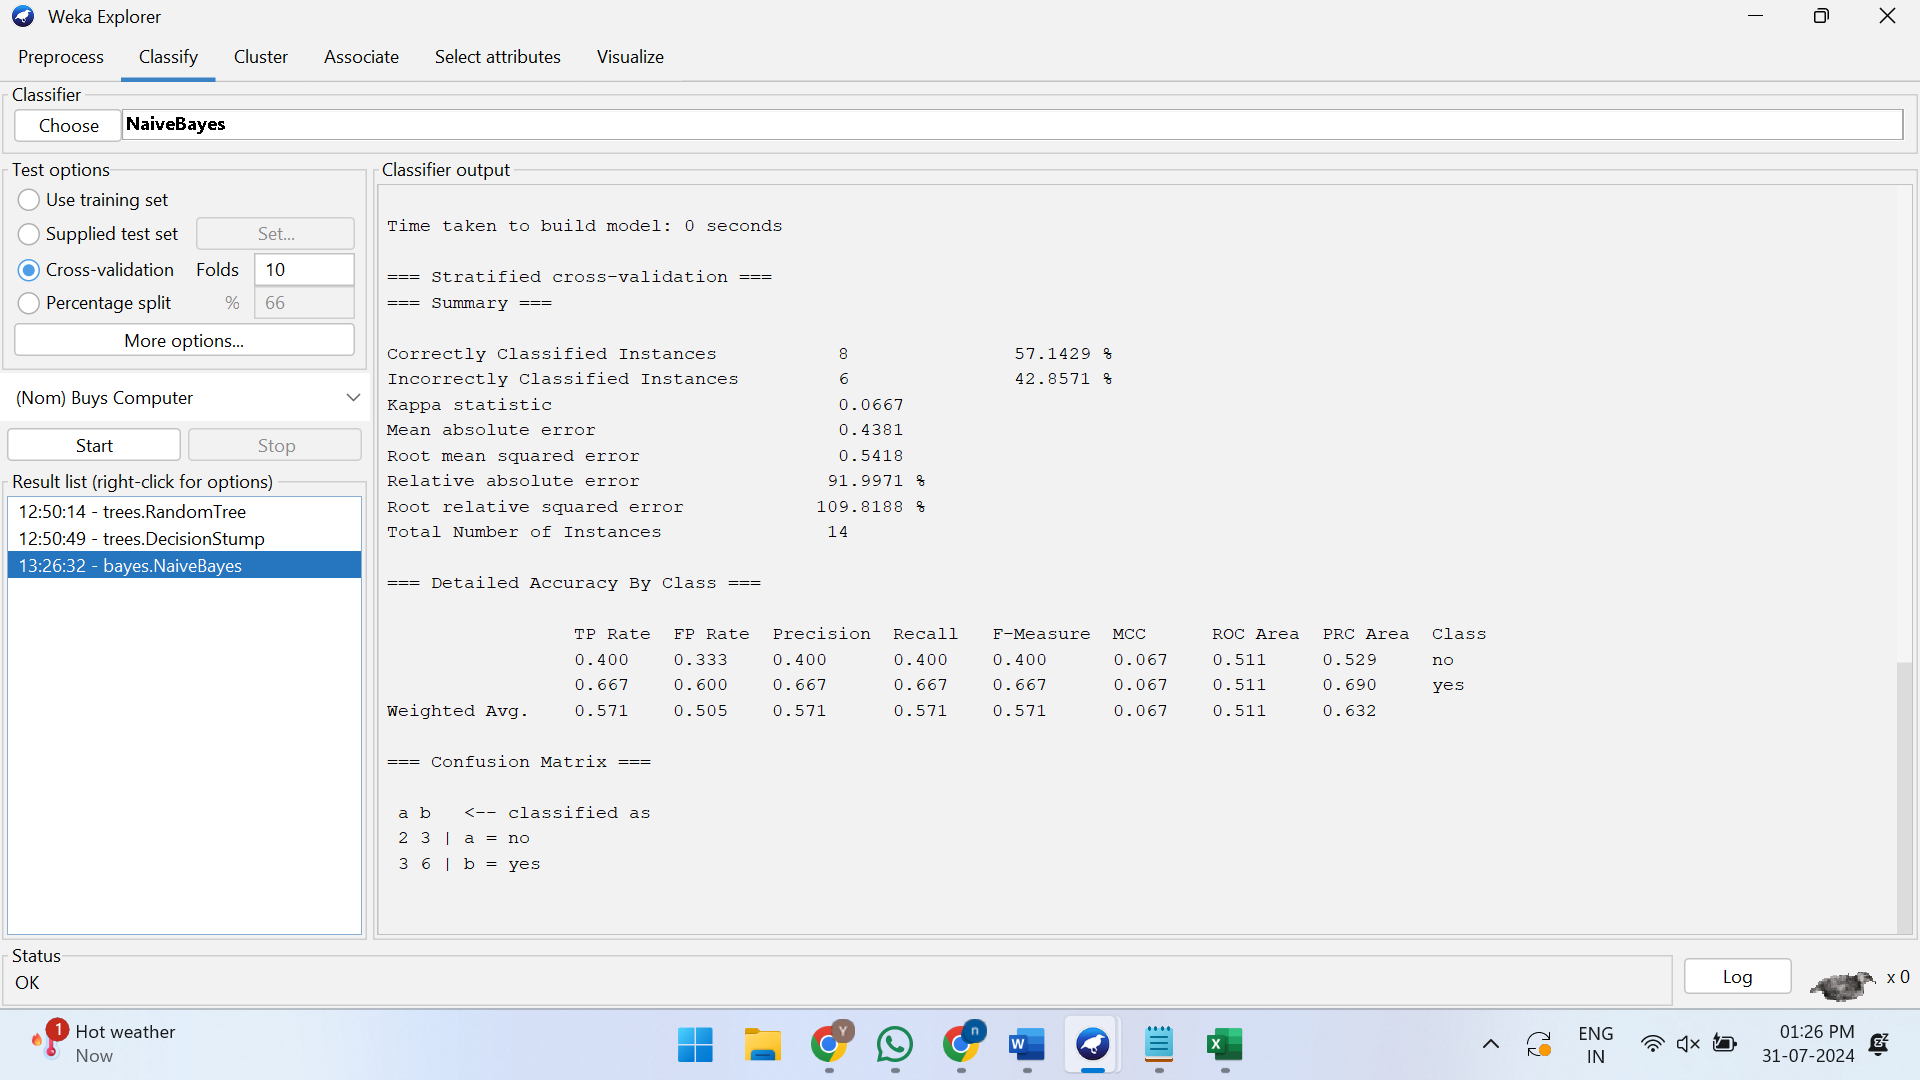 Weka Explorer
Preprocess Classify Cluster Associate Select attributes Visualize
Classifier
Choose NaiveBayes
Test options
Use training set
Supplied test set Set...
Cross-validation Folds 10
Percentage split % 66
More options...
(Nom) Buys Computer
Start Stop
Result list (right-click for options)
12:50:14 - trees.RandomTree
12:50:49 - trees.DecisionStump
13:26:32 - bayes.NaiveBayes
Classifier output
Time taken to build model: 0 seconds
=== Stratified cross-validation ===
=== Summary ===
Correctly Classified Instances 8 57.1429 %
Incorrectly Classified Instances 6 42.8571 %
Kappa statistic 0.0667
Mean absolute error 0.4381
Root mean squared error 0.5418
Relative absolute error 91.9971 %
Root relative squared error 109.8188 %
Total Number of Instances 14
=== Detailed Accuracy By Class ===
TP Rate FP Rate Precision Recall F-Measure MCC ROC Area PRC Area Class
0.400 0.333 0.400 0.400 0.400 0.067 0.511 0.529 no
0.667 0.600 0.667 0.667 0.667 0.067 0.511 0.690 yes
Weighted Avg. 0.571 0.505 0.571 0.571 0.571 0.067 0.511 0.632
=== Confusion Matrix ===
a b <-- classified as
2 3 | a = no
3 6 | b = yes
Status
OK
Log x 0
1 Hot weather
Now
Y
n
W
X
ENG
IN
01:26 PM
31-07-2024